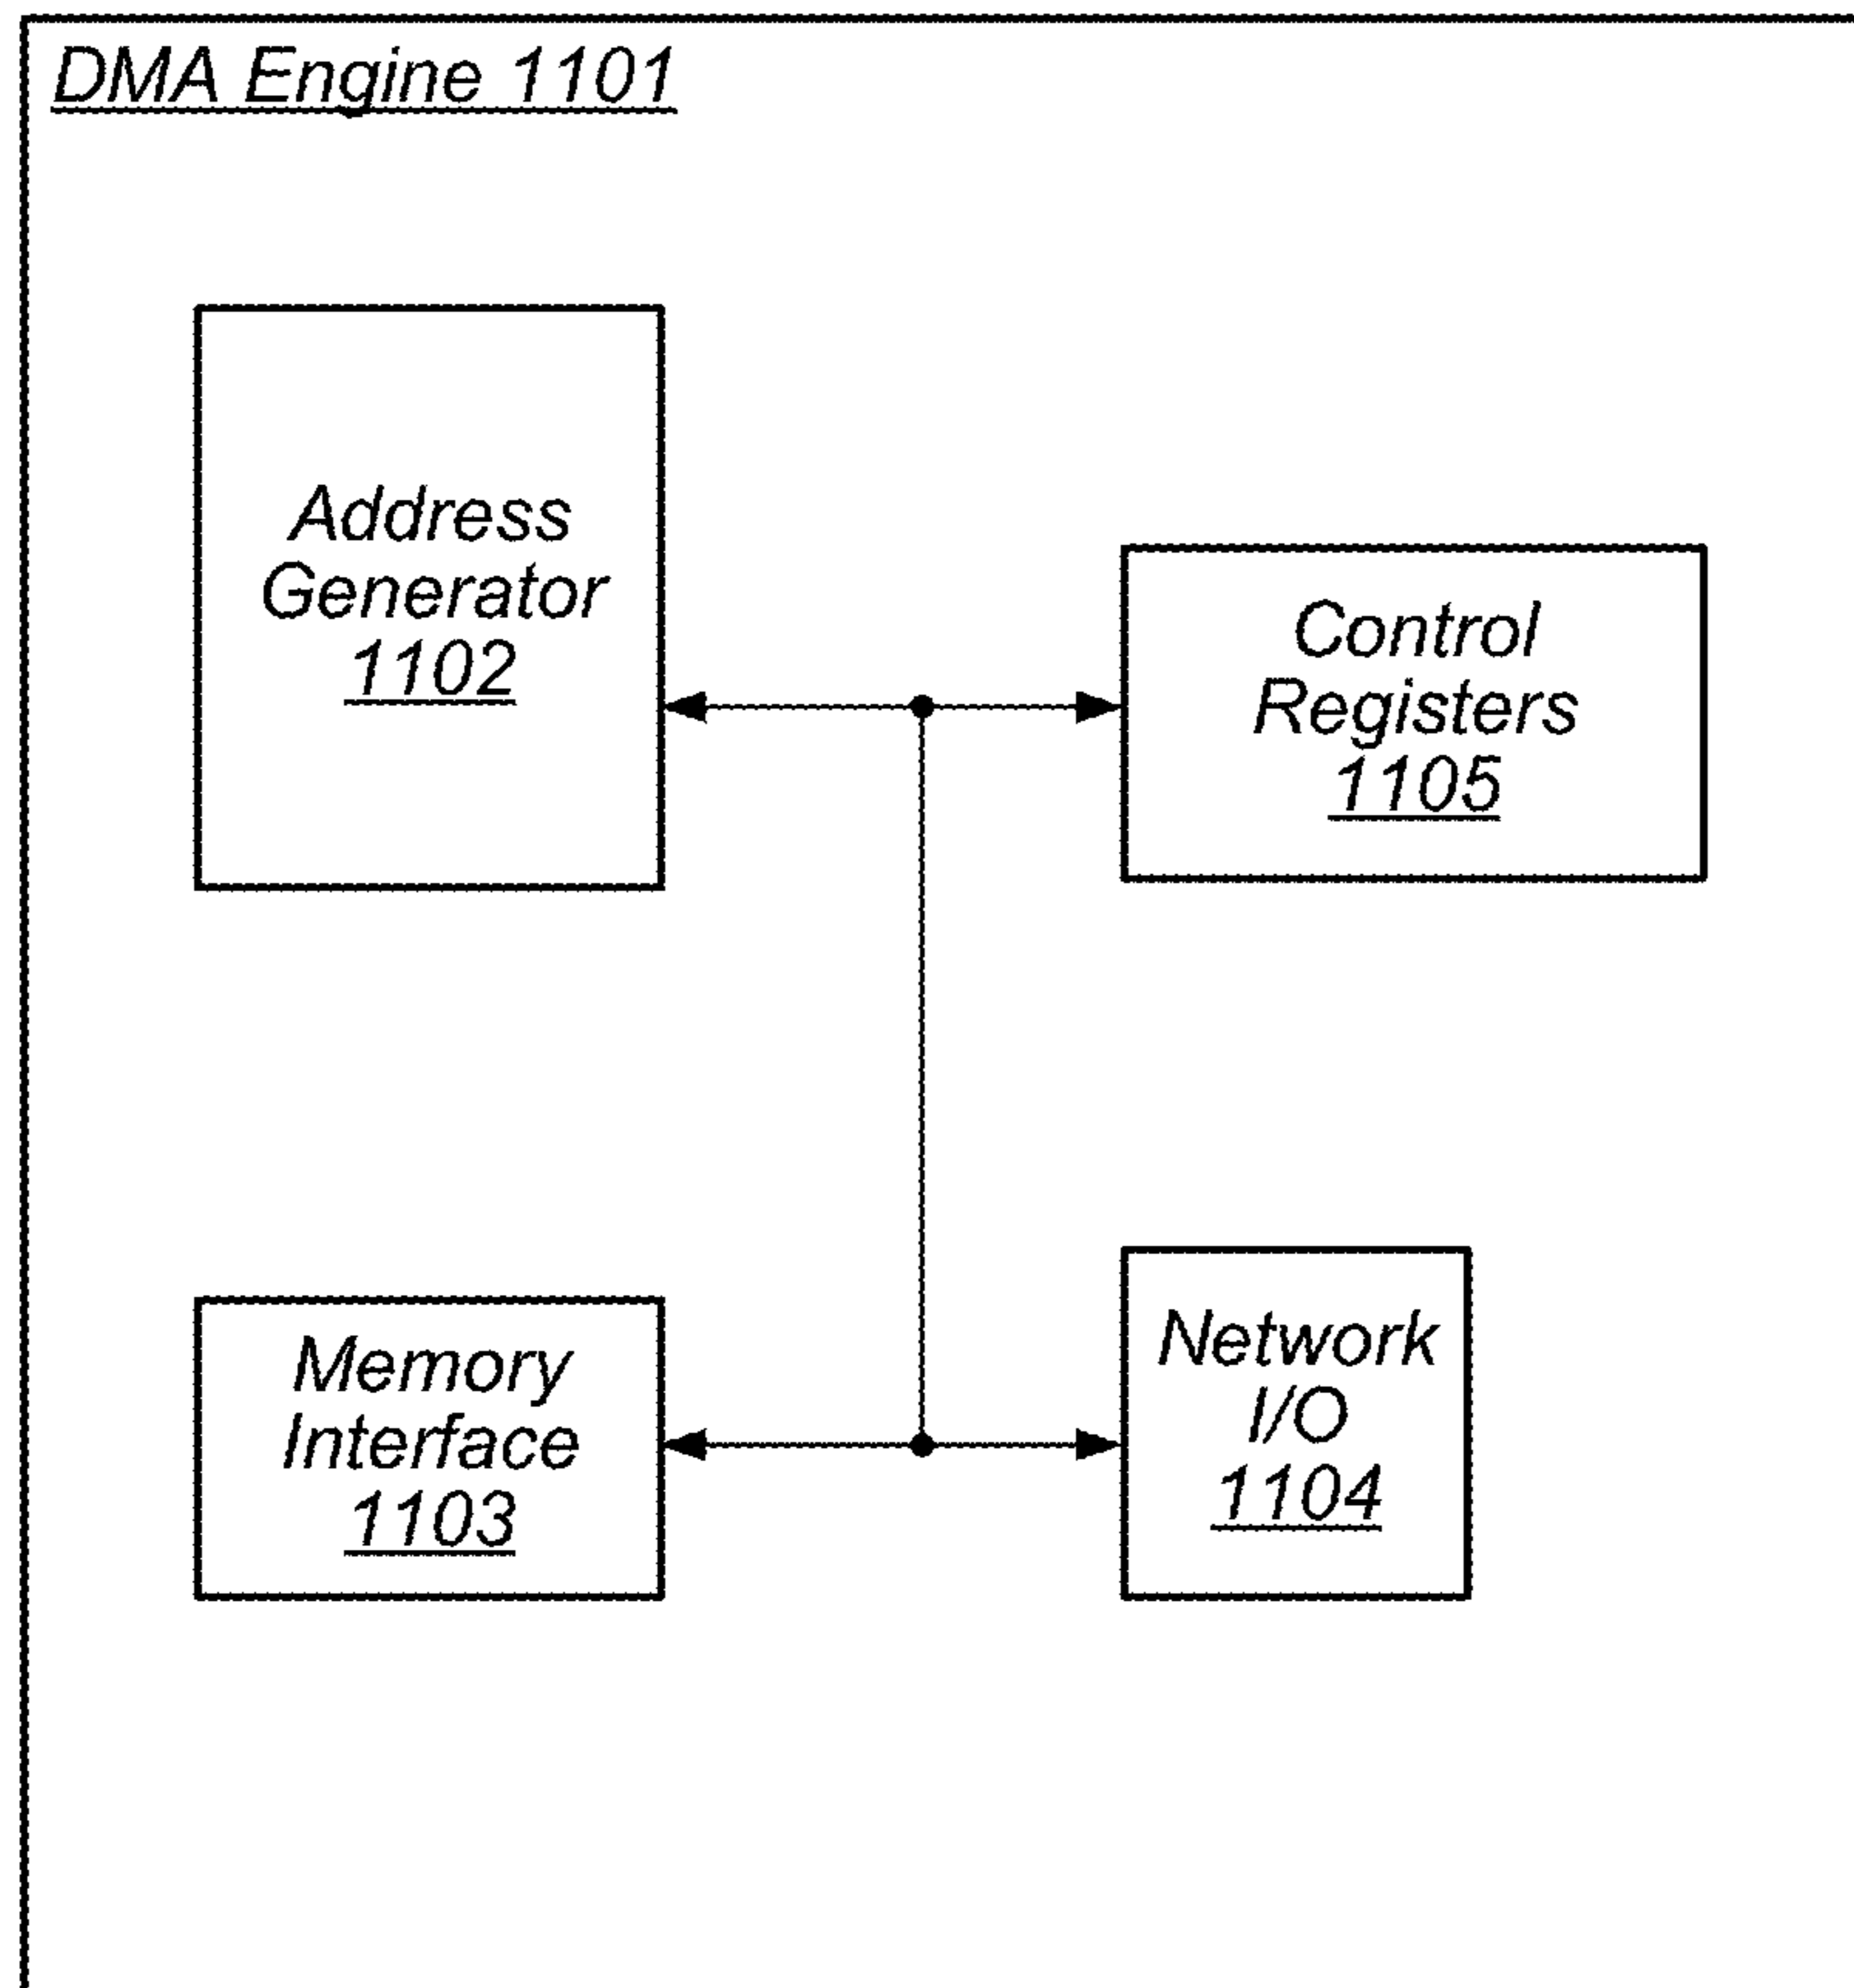 DMA Engine 1101
Address
Generator
1102
Control
Registers
1105
Memory
Interface
1103
Network
I/O
1104